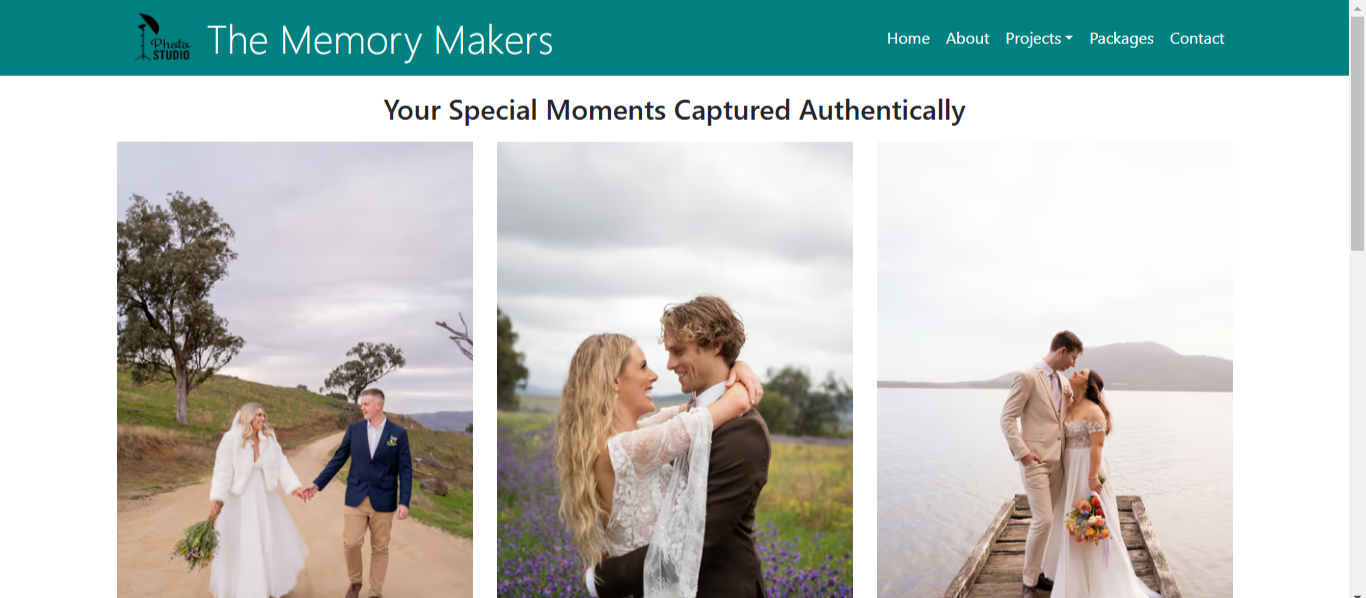 Photo
STUDIO
The Memory Makers
Home About Projects Packages Contact
Your Special Moments Captured Authentically